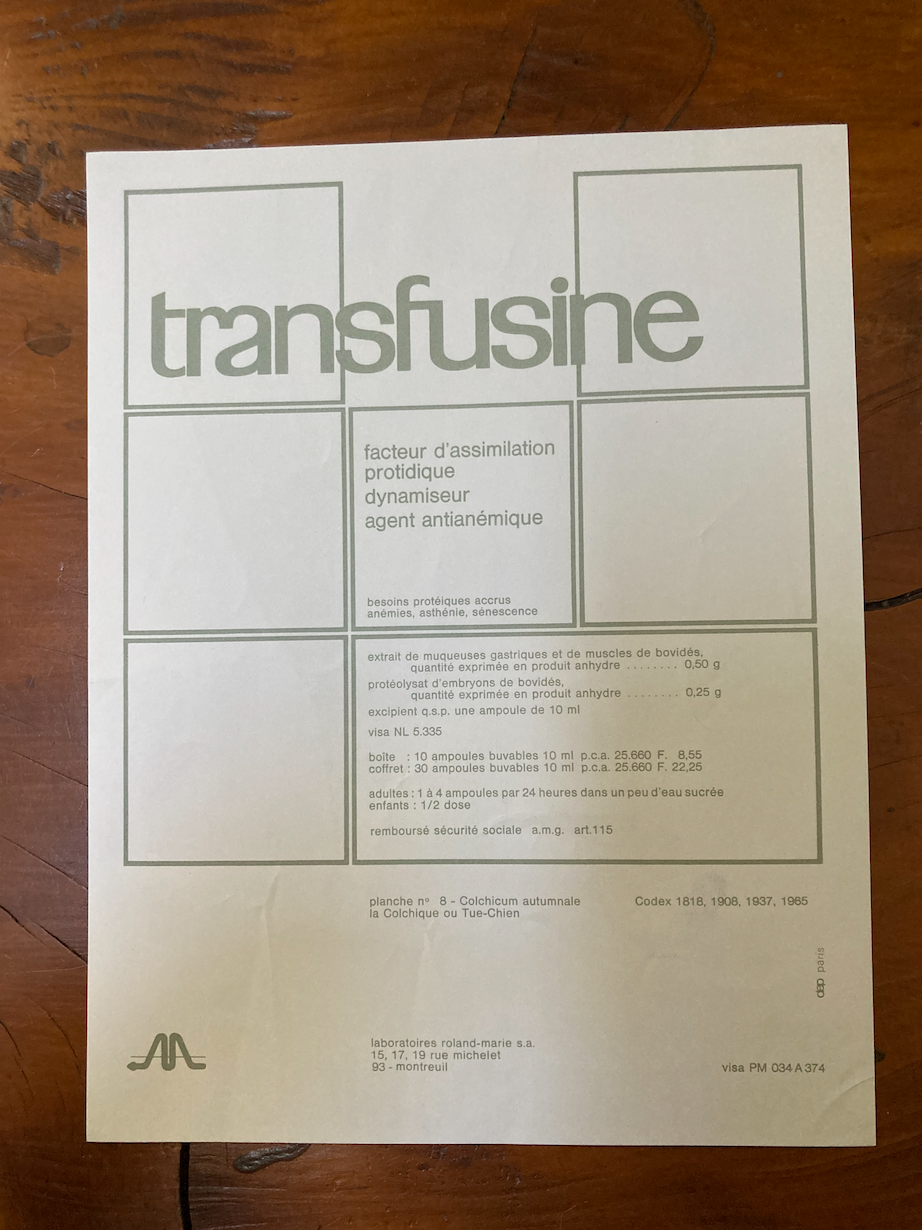 transfusine
facteur d'assimilation
protidique
dynamiseur
agent antianémique
besoins protéiques accrus
anémies, asthénie, sénescence
extrait de muqueuses gastriques et de muscles de bovidés,
quantité exprimée en produit anhydre ........ 0,50 g
protéolysat d'embryons de bovidés,
quantité exprimée en produit anhydre ........ 0,25 g
excipient q.s.p. une ampoule de 10 ml
visa NL 5.335
boîte : 10 ampoules buvables 10 ml p.c.a. 25.660 F. 8,55
coffret : 30 ampoules buvables 10 ml p.c.a. 25.660 F. 22,25
adultes : 1 à 4 ampoules par 24 heures dans un peu d'eau sucrée
enfants : 1/2 dose
remboursé sécurité sociale a.m.g. art.115
planche n° 8 - Colchicum autumnale Codex 1818, 1908, 1937, 1965
la Colchique ou Tue-Chien
dep paris
laboratoires roland-marie s.a.
15, 17, 19 rue michelet
93 - montreuil visa PM 034 A 374